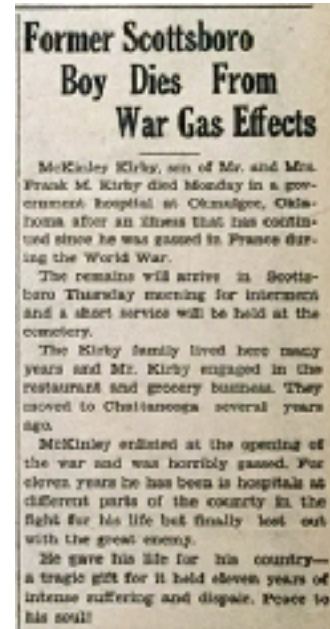 Former Scottsboro
Boy Dies From
War Gas Effects
McKinley Kirby, son of Mr. and Mrs.
Frank M. Kirby died Monday in a gov-
ernment hospital at Okmulgee, Okla-
homa after an illness that has contin-
ued since he was gassed in France dur-
ing the World War.
The remains will arrive in Scotts-
boro Thursday morning for interment
and a short service will be held at the
cemetery.
The Kirby family lived here many
years and Mr. Kirby engaged in the
restaurant and grocery business. They
moved to Chattanooga several years
ago.
McKinley enlisted at the opening of
the war and was horribly gassed. For
eleven years he has been is hospitals at
different parts of the counrty in the
fight for his life but finally lost out
with the great enemy.
He gave his life for his country—
a tragic gift for it held eleven years of
intense suffering and dispair. Peace to
his soul!